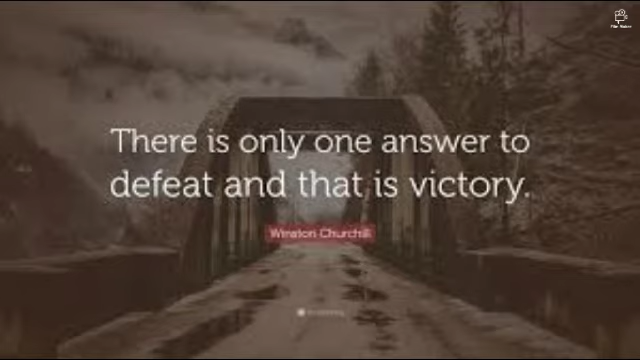 There is only one answer to
defeat and that is victory.
Winston Churchill